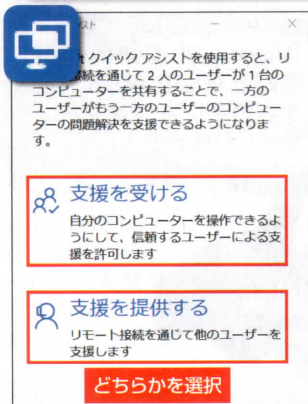 スト
t クイック アシストを使用すると、リ
接続を通じて 2 人のユーザーが 1 台の
コンピューターを共有することで、一方の
ユーザーがもう一方のユーザーのコンピュー
ターの問題解決を支援できるようになりま
す。
支援を受ける
自分のコンピューターを操作できるよ
うにして、信頼するユーザーによる支
援を許可します
支援を提供する
リモート接続を通じて他のユーザーを
支援します
どちらかを選択